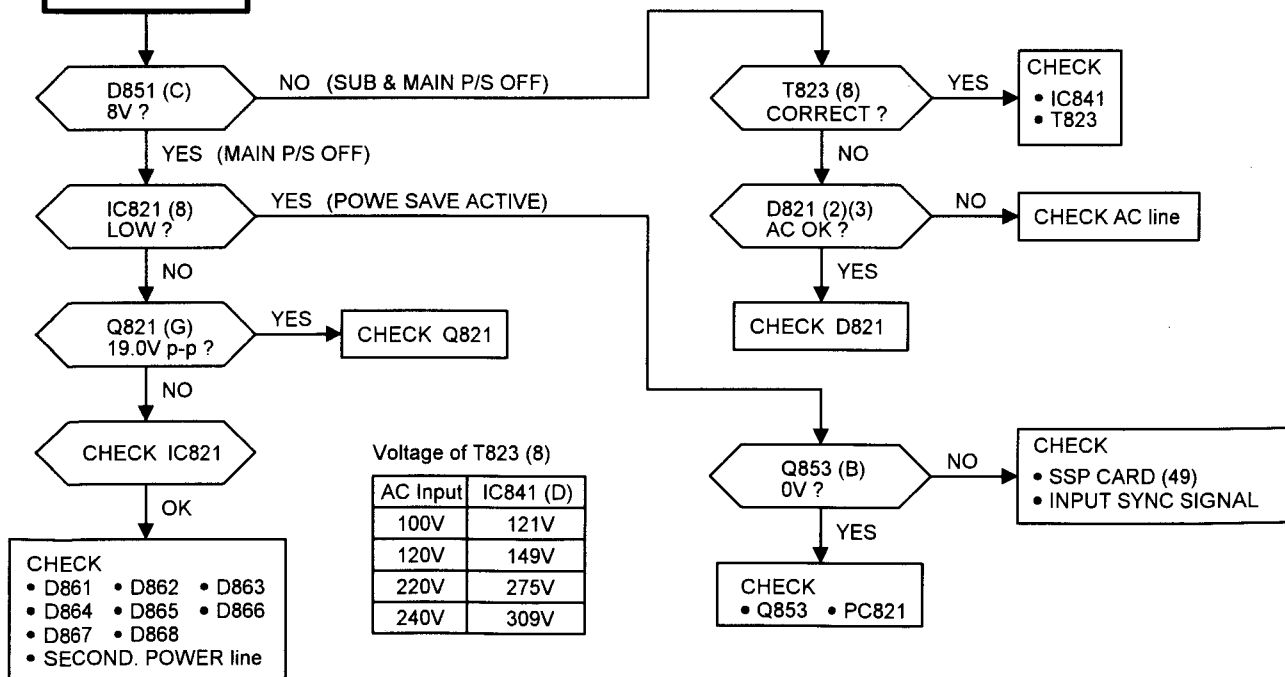 D851 (C)
8V ?
NO (SUB & MAIN P/S OFF)
YES (MAIN P/S OFF)
IC821 (8)
LOW ?
YES (POWE SAVE ACTIVE)
NO
Q821 (G)
19.0V p-p ?
YES
CHECK Q821
NO
CHECK IC821
OK
CHECK
• D861 • D862 • D863
• D864 • D865 • D866
• D867 • D868
• SECOND. POWER line
Voltage of T823 (8)
AC Input IC841 (D)
100V 121V
120V 149V
220V 275V
240V 309V
T823 (8)
CORRECT ?
YES
CHECK
• IC841
• T823
NO
D821 (2)(3)
AC OK ?
NO
CHECK AC line
YES
CHECK D821
Q853 (B)
0V ?
NO
CHECK
• SSP CARD (49)
• INPUT SYNC SIGNAL
YES
CHECK
• Q853 • PC821